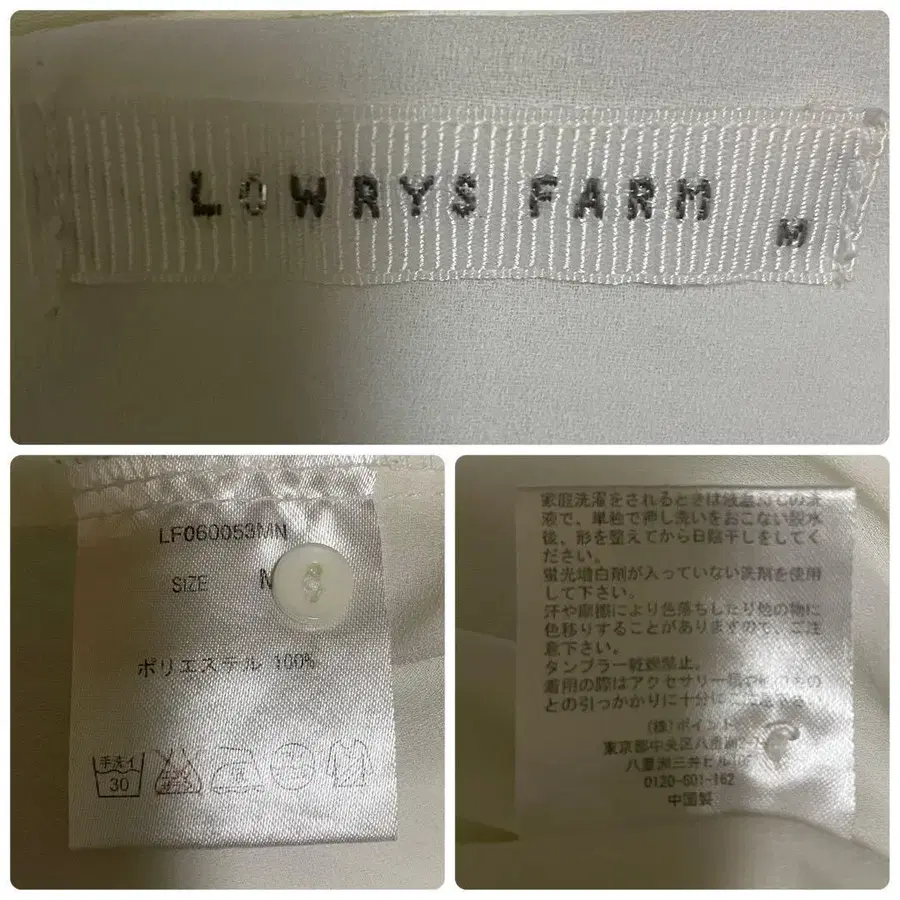 LOWRYS FARM
M
LF060053MN
SIZE
ポリエステル 100%
手洗イ
30
家庭洗濯をされるときは液温
液で、単独で押し洗いをおこない脱水
後、形を整えてから日陰干しをしてく
ださい。
蛍光増白剤が入っていない洗剤を使用
して下さい。
汗や摩擦により色落ちしたり他の物に
色移りすることがありますので、ご注
意下さい。
タンブラー乾燥禁止。
着用の際はアクセサリー
との引っかかりに十分に
(株)ポイント
東京都中央区八重洲
八重洲三井ビル
0120-601-162
中国製